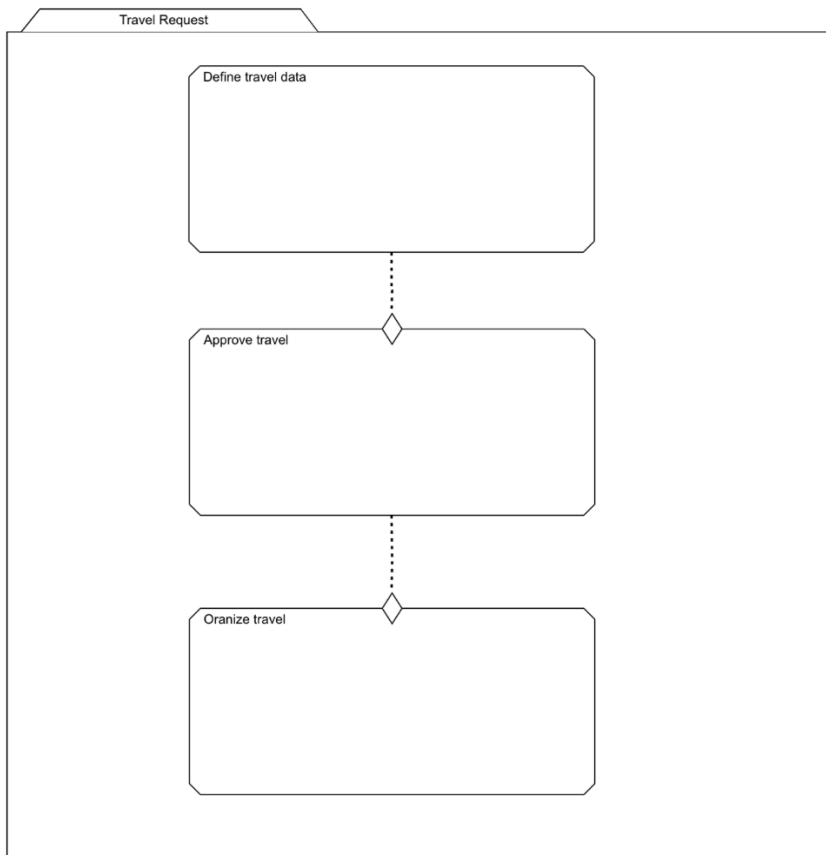 Travel Request
Define travel data
Approve travel
Oranize travel